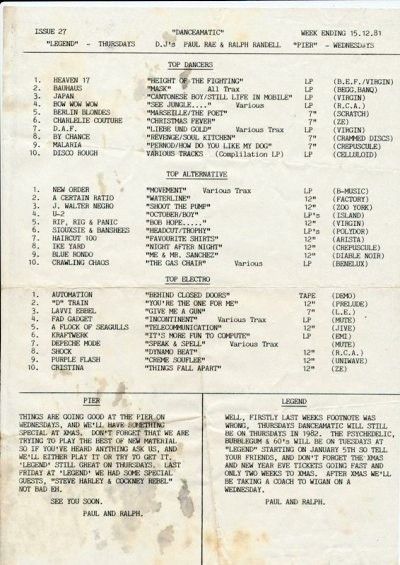 ISSUE 27 "DANCEAMATIC" WEEK ENDING 15.12.81
"LEGEND" - THURSDAYS D.J's PAUL RAE & RALPH RANDELL "PIER" - WEDNESDAYS
TOP DANCERS
1. HEAVEN 17 "HEIGHT OF THE FIGHTING" LP (B.E.F./VIRGIN)
2. BAUHAUS "MASK" All Trax LP (BEGG.BANQ)
3. JAPAN "CANTONESE BOY/STILL LIFE IN MOBILE" LP (VIRGIN)
4. BOW WOW WOW "SEE JUNGLE...." Various LP (R.C.A.)
5. BERLIN BLONDES "MARSEILLE/THE POET" 7" (SCRATCH)
6. CHARLELIE COUTURE "CHRISTMAS FEVER" 7" (ZE)
7. D.A.F. "LIEBE UND GOLD" Various Trax LP (VIRGIN)
8. BY CHANCE "REVENGE/SOUL KITCHEN" 7" (CRAMMED DISCS)
9. MALARIA "PERNOD/HOW DO YOU LIKE MY DOG" 7" (CREPUSCULE)
10. DISCO ROUGH VARIOUS TRACKS (Complilation LP) LP (CELLULOID)
TOP ALTERNATIVE
1. NEW ORDER "MOVEMENT" Various Trax LP (B-MUSIC)
2. A CERTAIN RATIO "WATERLINE" 12" (FACTORY)
3. J. WALTER NEGRO "SHOOT THE PUMP" 12" (ZOO YORK)
4. U-2 "OCTOBER/BOY" LP's (ISLAND)
5. RIP, RIG & PANIC "BOB HOPE....." 12" (VIRGIN)
6. SIOUXSIE & BANSHEES "HEADCUT/TROPHY" LP's (POLYDOR)
7. HAIRCUT 100 "FAVOURITE SHIRTS" 12" (ARISTA)
8. IKE YARD "NIGHT AFTER NIGHT" 12" (CHEPUSCULE)
9. BLUE RONDO "ME & MR. SANCHEZ" 12" (DIABLE NOIR)
10. CRAWLING CHAOS "THE GAS CHAIR" Various LP (BENELUX)
TOP ELECTRO
1. AUTOMATION "BEHIND CLOSED DOORS" TAPE (DEMO)
2. "D" TRAIN "YOU'RE THE ONE FOR ME" 12" (PRELUDE)
3. LAVVI EBBEL "GIVE ME A GUN" 7" (L.E.)
4. FAD GADGET "INCONTINENT" Various Trax LP (MUTE)
5. A FLOCK OF SEAGULLS "TELECOMMUNICATION" 12" (JIVE)
6. KRAFTWERK "IT'S MORE FUN TO COMPUTE" LP (EMI)
7. DEPECHE MODE "SPEAK & SPELL" Various Trax LP (MUTE)
8. SHOCK "DYNAMO BEAT" 12" (R.C.A.)
9. PURPLE FLASH "CREME SOUFLEE" 12" (UNIWAVE)
10. CRISTINA "THINGS FALL APART" 12" (ZE)
PIER
THINGS ARE GOING GOOD AT THE PIER ON
WEDNESDAYS, AND WE'LL HAVE SOMETHING
SPECIAL AT XMAS. DON'T FORGET THAT WE ARE
TRYING TO PLAY THE BEST OF NEW MATERIAL
SO IF YOU'VE HEARD ANYTHING ASK US, AND
WE'LL EITHER PLAY IT OR TRY TO GET IT.
'LEGEND' STILL GREAT ON THURSDAYS. LAST
FRIDAY AT 'LEGEND' WE HAD SOME SPECIAL
GUESTS, "STEVE HARLEY & COCKNEY REBEL"
NOT BAD EH.
SEE YOU SOON.
PAUL AND RALPH.
LEGEND
WELL, FIRSTLY LAST WEEKS FOOTNOTE WAS
WRONG, THURSDAYS DANCEAMATIC WILL STILL
BE ON THURSDAYS IN 1982. THE PSYCHEDELIC,
BUBBLEGUM & 60's WILL BE ON TUESDAYS AT
"LEGEND" STARTING ON JANUARY 5TH SO TELL
YOUR FRIENDS, AND DON'T FORGET THE XMAS
AND NEW YEAR EVE TICKETS GOING FAST AND
ONLY TWO WEEKS TO XMAS. AFTER XMAS WE'LL
BE TAKING A COACH TO WIGAN ON A
WEDNESDAY.
PAUL AND RALPH.